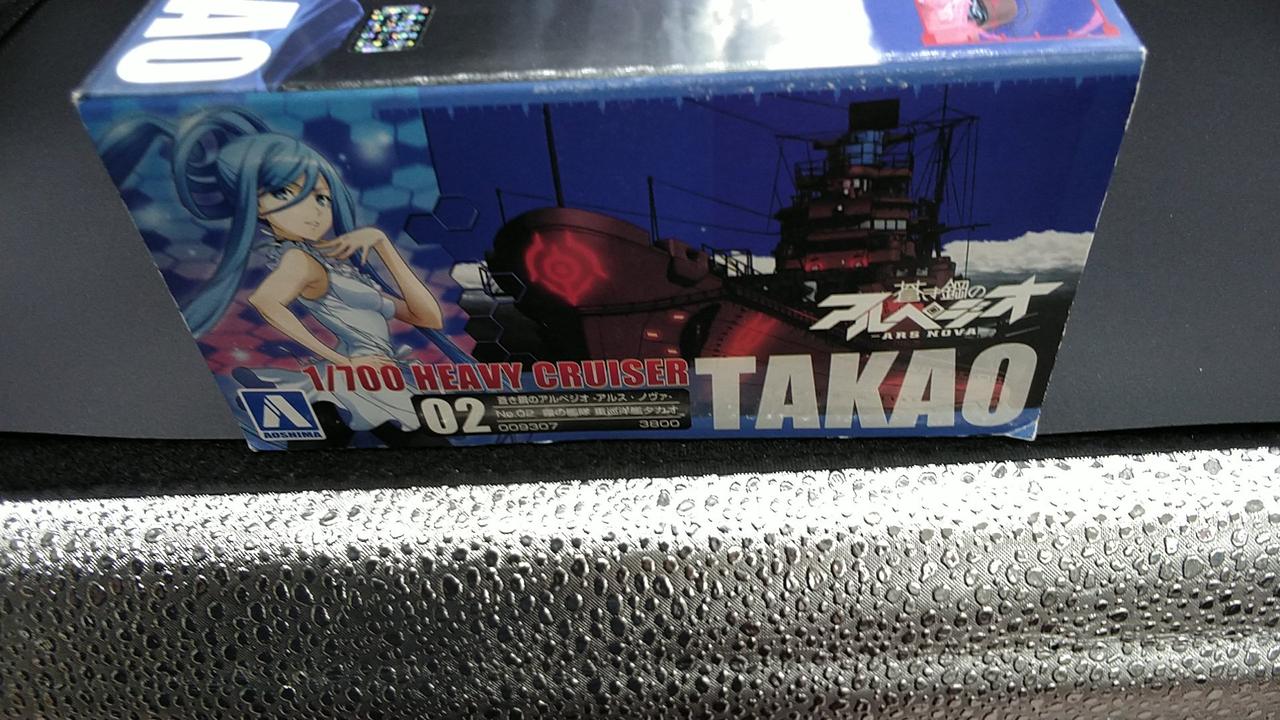 AO
蒼き鋼の
アルペジオ
-ARS NOVA-
1/700 HEAVY CRUISER
TAKAO
AOSHIMA
02
蒼き鋼のアルペジオ -アルス・ノヴァ-
No.02 霧の艦隊 重巡洋艦タカオ
009307 3800